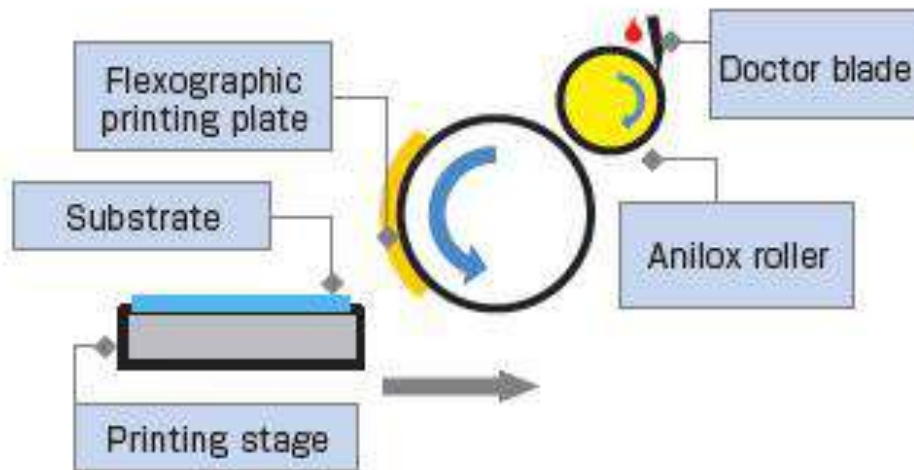 Flexographic
printing plate
Doctor blade
Substrate
Anilox roller
Printing stage